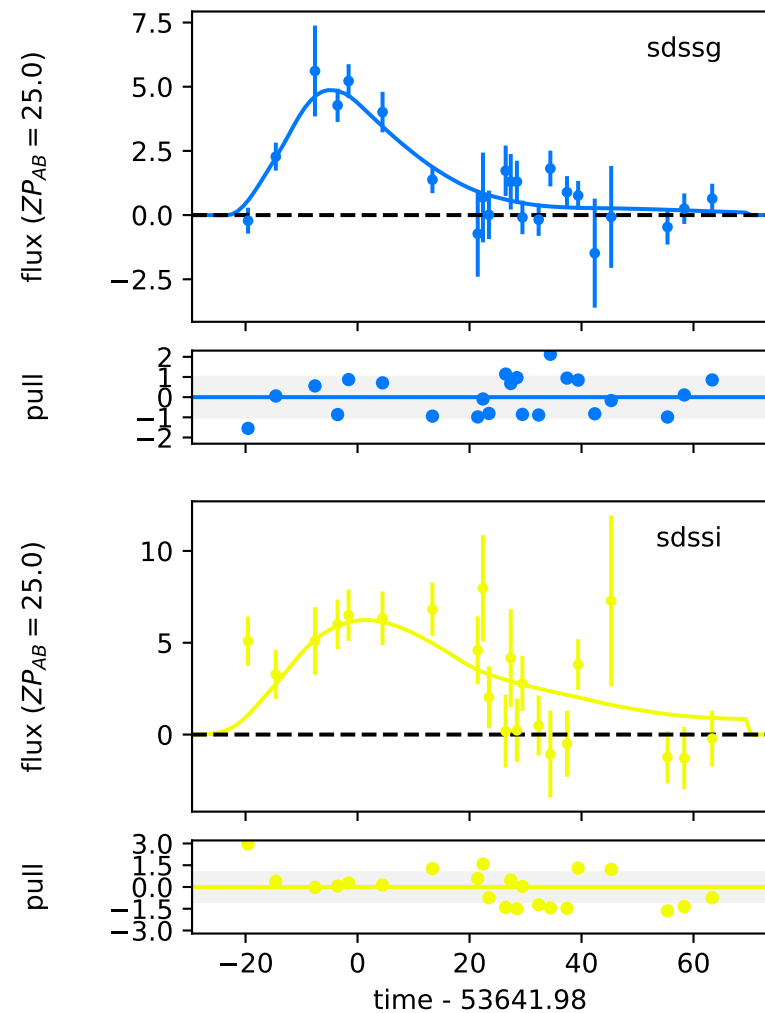 sdssg
flux (ZP_AB = 25.0)
7.5
5.0
2.5
0.0
−2.5
pull
2
1
0
−1
−2
sdssi
flux (ZP_AB = 25.0)
10
5
0
pull
3.0
1.5
0.0
−1.5
−3.0
−20 0 20 40 60
time - 53641.98